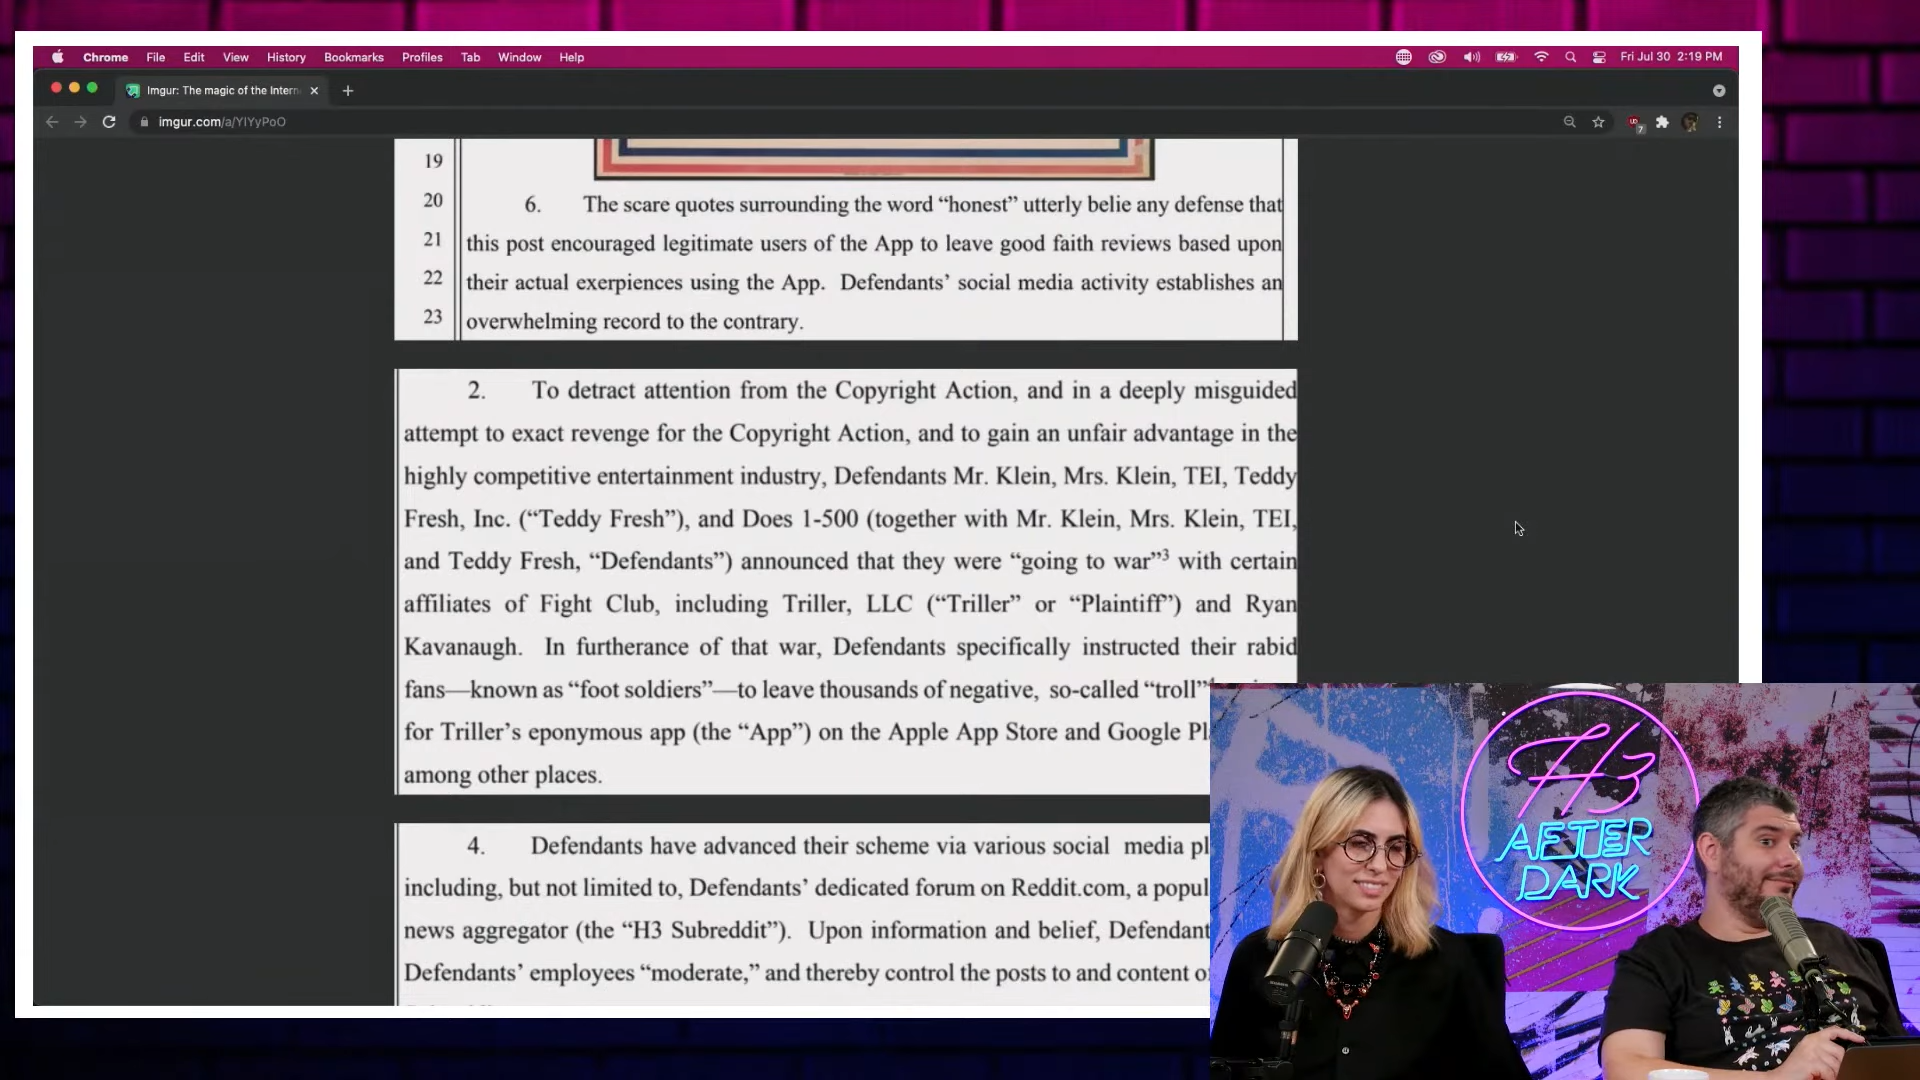 Chrome File Edit View History Bookmarks Profiles Tab Window Help Fri Jul 30 2:19 PM
Imgur: The magic of the Intern
imgur.com/a/YIYyPoO
7
19
20 6. The scare quotes surrounding the word “honest” utterly belie any defense that
21 this post encouraged legitimate users of the App to leave good faith reviews based upon
22 their actual exerpiences using the App. Defendants’ social media activity establishes an
23 overwhelming record to the contrary.
2. To detract attention from the Copyright Action, and in a deeply misguided
attempt to exact revenge for the Copyright Action, and to gain an unfair advantage in the
highly competitive entertainment industry, Defendants Mr. Klein, Mrs. Klein, TEI, Teddy
Fresh, Inc. (“Teddy Fresh”), and Does 1-500 (together with Mr. Klein, Mrs. Klein, TEI,
and Teddy Fresh, “Defendants”) announced that they were “going to war”³ with certain
affiliates of Fight Club, including Triller, LLC (“Triller” or “Plaintiff”) and Ryan
Kavanaugh. In furtherance of that war, Defendants specifically instructed their rabid
fans—known as “foot soldiers”—to leave thousands of negative, so-called “troll”
for Triller’s eponymous app (the “App”) on the Apple App Store and Google Pl
among other places.
4. Defendants have advanced their scheme via various social media pl
including, but not limited to, Defendants’ dedicated forum on Reddit.com, a popul
news aggregator (the “H3 Subreddit”). Upon information and belief, Defendant
Defendants’ employees “moderate,” and thereby control the posts to and content o
H3
AFTER
DARK